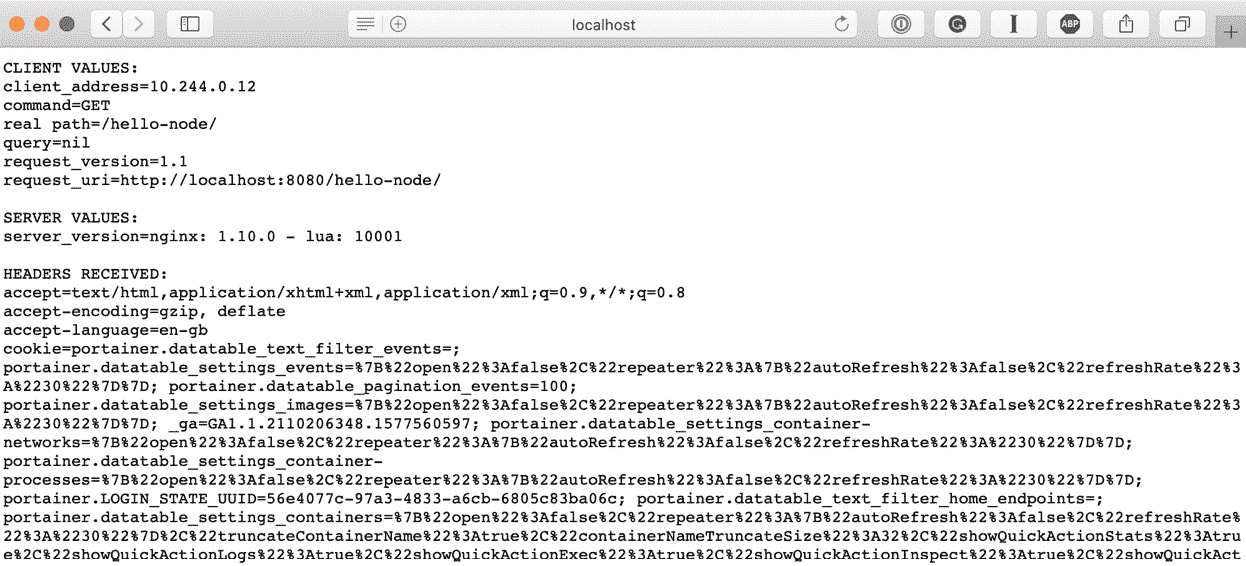 localhost
ABP
CLIENT VALUES:
client_address=10.244.0.12
command=GET
real path=/hello-node/
query=nil
request_version=1.1
request_uri=http://localhost:8080/hello-node/
SERVER VALUES:
server_version=nginx: 1.10.0 - lua: 10001
HEADERS RECEIVED:
accept=text/html,application/xhtml+xml,application/xml;q=0.9,*/*;q=0.8
accept-encoding=gzip, deflate
accept-language=en-gb
cookie=portainer.datatable_text_filter_events=;
portainer.datatable_settings_events=%7B%22open%22%3Afalse%2C%22repeater%22%3A%7B%22autoRefresh%22%3Afalse%2C%22refreshRate%22%3
A%2230%22%7D%7D; portainer.datatable_pagination_events=100;
portainer.datatable_settings_images=%7B%22open%22%3Afalse%2C%22repeater%22%3A%7B%22autoRefresh%22%3Afalse%2C%22refreshRate%22%3
A%2230%22%7D%7D; _ga=GA1.1.2110206348.1577560597; portainer.datatable_settings_container-
networks=%7B%22open%22%3Afalse%2C%22repeater%22%3A%7B%22autoRefresh%22%3Afalse%2C%22refreshRate%22%3A%2230%22%7D%7D;
portainer.datatable_settings_container-
processes=%7B%22open%22%3Afalse%2C%22repeater%22%3A%7B%22autoRefresh%22%3Afalse%2C%22refreshRate%22%3A%2230%22%7D%7D;
portainer.LOGIN_STATE_UUID=56e4077c-97a3-4833-a6cb-6805c83ba06c; portainer.datatable_text_filter_home_endpoints=;
portainer.datatable_settings_containers=%7B%22open%22%3Afalse%2C%22repeater%22%3A%7B%22autoRefresh%22%3Afalse%2C%22refreshRate%
22%3A%2230%22%7D%2C%22truncateContainerName%22%3Atrue%2C%22containerNameTruncateSize%22%3A32%2C%22showQuickActionStats%22%3Atru
e%2C%22showQuickActionLogs%22%3Atrue%2C%22showQuickActionExec%22%3Atrue%2C%22showQuickActionInspect%22%3Atrue%2C%22showQuickAct